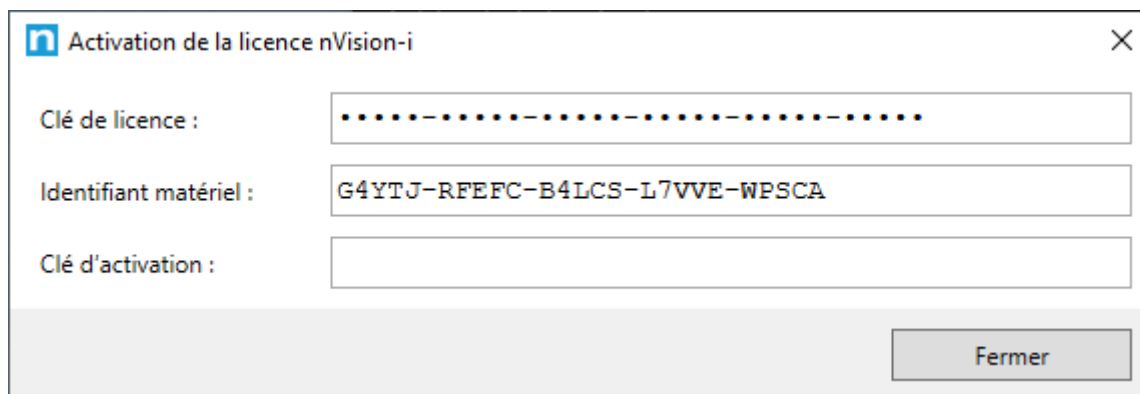 n Activation de la licence nVision-i
Clé de licence : •••••-•••••-•••••-•••••-•••••-•••••
Identifiant matériel : G4YTJ-RFEFC-B4LCS-L7VVE-WPSCA
Clé d'activation :
Fermer